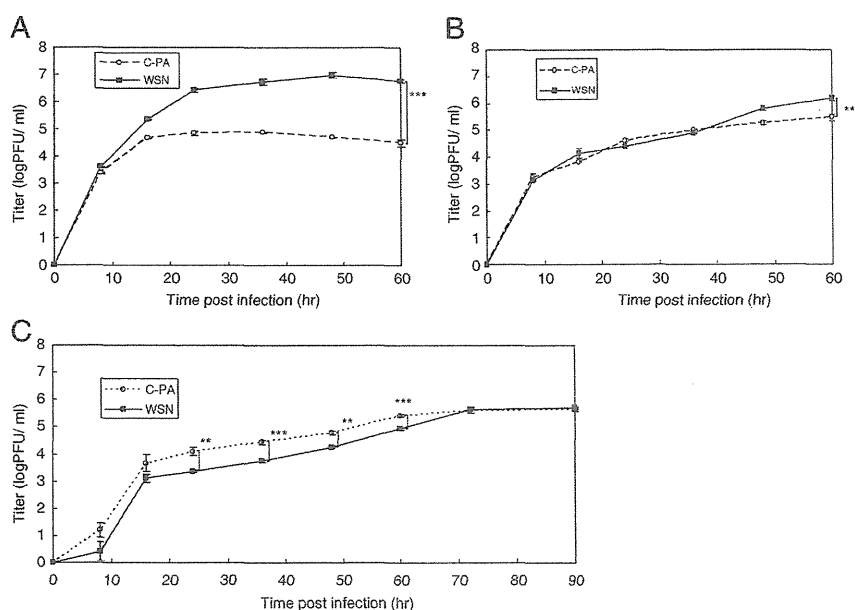 A
8
7
6
5
4
3
2
1
0
Titer (logPFU/ ml)
C-PA
WSN
***
0 10 20 30 40 50 60
Time post infection (hr)
B
8
7
6
5
4
3
2
1
0
Titer (logPFU/ ml)
C-PA
WSN
**
0 10 20 30 40 50 60
Time post infection (hr)
C
8
7
6
5
4
3
2
1
0
Titer (logPFU/ ml)
C-PA
WSN
** *** ** ***
0 10 20 30 40 50 60 70 80 90
Time post infection (hr)